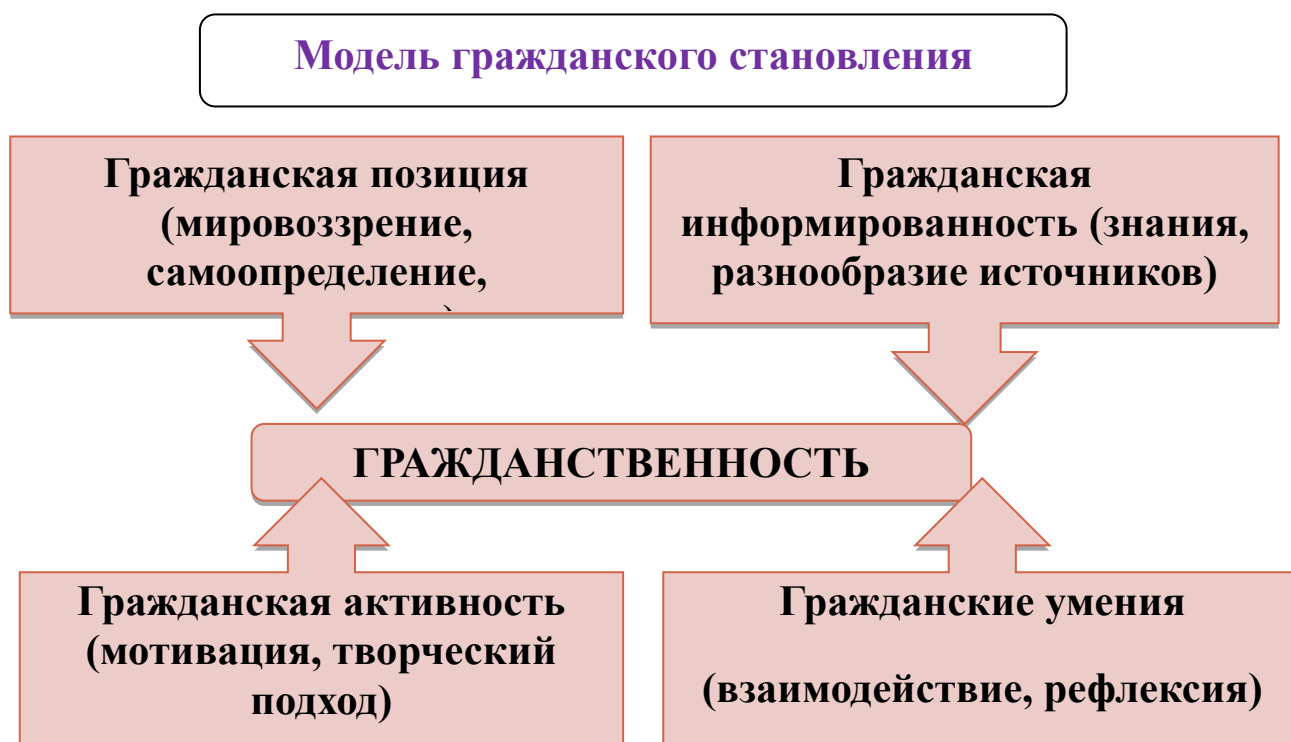 Модель гражданского становления
Гражданская позиция
(мировоззрение,
самоопределение,
Гражданская
информированность (знания,
разнообразие источников)
ГРАЖДАНСТВЕННОСТЬ
Гражданская активность
(мотивация, творческий
подход)
Гражданские умения
(взаимодействие, рефлексия)